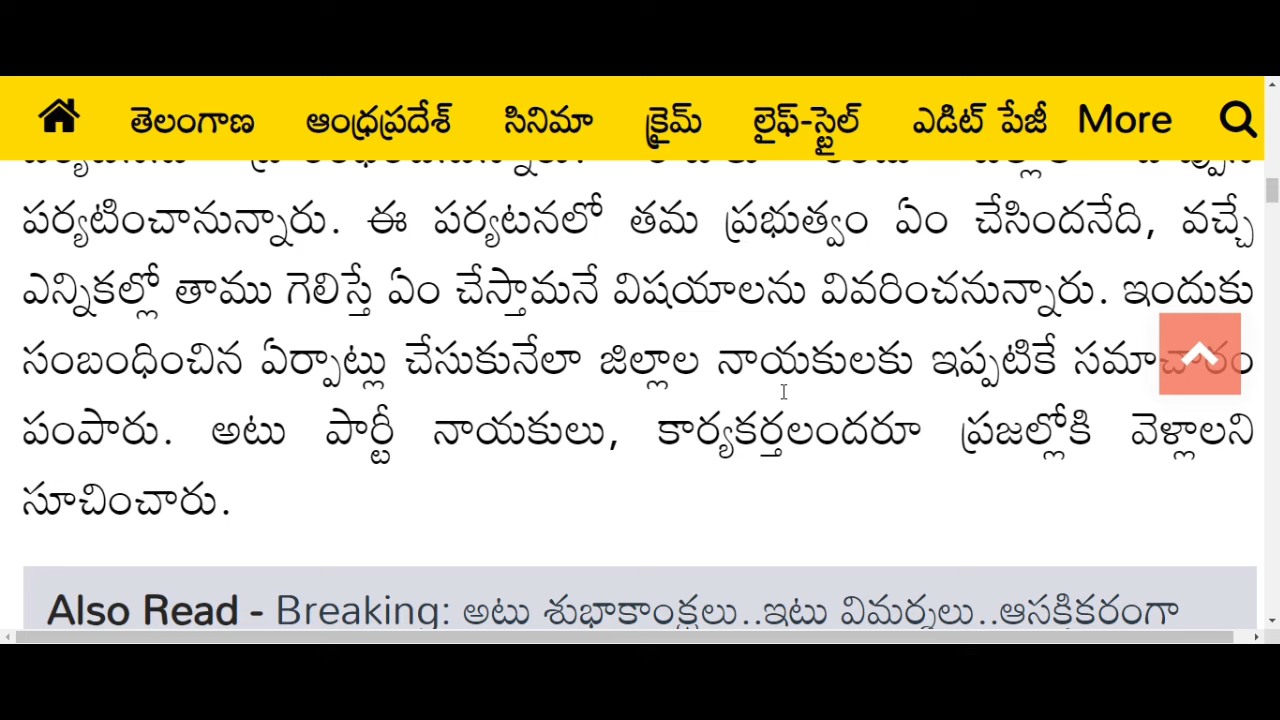 తెలంగాణ ఆంధ్రప్రదేశ్ సినిమా క్రైమ్ లైఫ్-స్టైల్ ఎడిట్ పేజీ More
పర్యటించానున్నారు. ఈ పర్యటనలో తమ ప్రభుత్వం ఏం చేసిందనేది, వచ్చే
ఎన్నికల్లో తాము గెలిస్తే ఏం చేస్తామనే విషయాలను వివరించనున్నారు. ఇందుకు
సంబంధించిన ఏర్పాట్లు చేసుకునేలా జిల్లాల నాయకులకు ఇప్పటికే సమాచారం
పంపారు. అటు పార్టీ నాయకులు, కార్యకర్తలందరూ ప్రజల్లోకి వెళ్లాలని
సూచించారు.
Also Read - Breaking: అటు శుభాకాంక్షలు..ఇటు విమర్శలు..ఆసక్తికరంగా